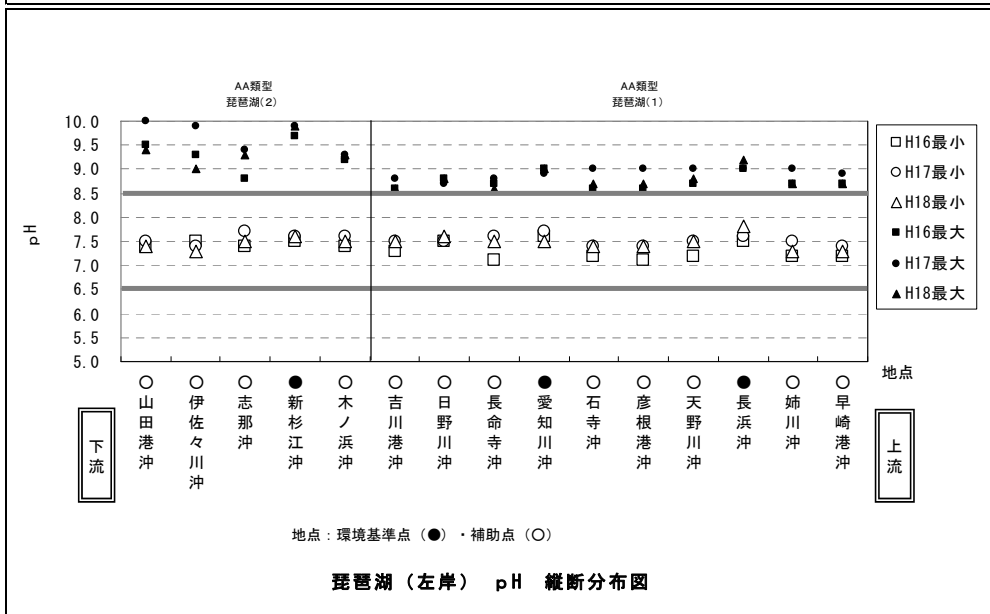 AA類型
琵琶湖(2)
AA類型
琵琶湖(1)
pH
10.0
9.5
9.0
8.5
8.0
7.5
7.0
6.5
6.0
5.5
5.0
□H16最小
○H17最小
△H18最小
■H16最大
●H17最大
▲H18最大
地点
○ ○ ○ ● ○ ○ ○ ○ ● ○ ○ ○ ● ○ ○
山田港沖
伊佐々川沖
志那沖
新杉江沖
木ノ浜沖
吉川港沖
日野川沖
長命寺沖
愛知川沖
石寺沖
彦根港沖
天野川沖
長浜沖
姉川沖
早崎港沖
下流
上流
地点：環境基準点（●）・補助点（○）
琵琶湖（左岸） pH 縦断分布図